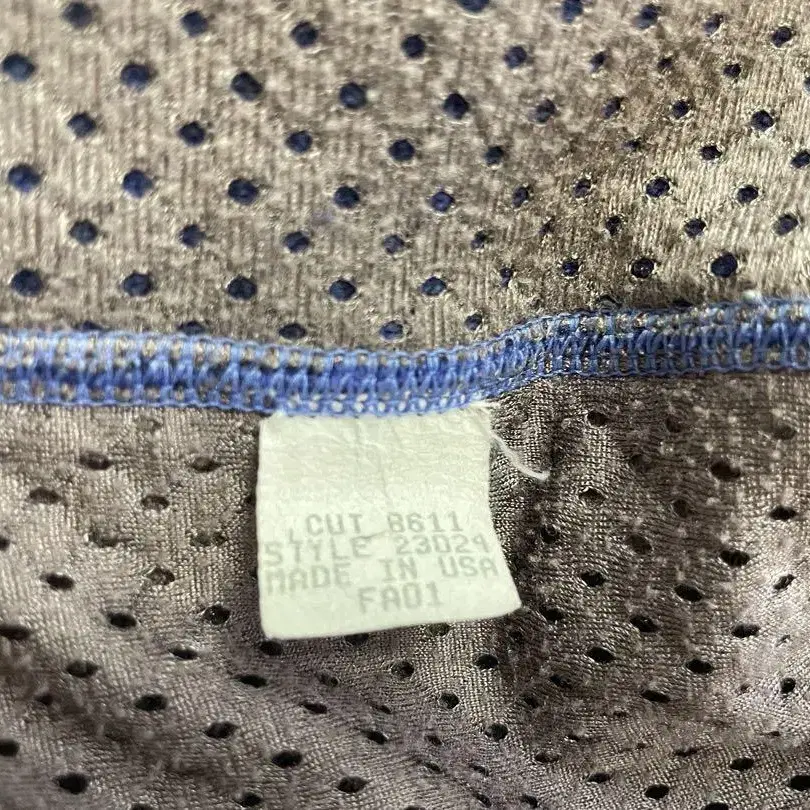 CUT 8611
STYLE 23024
MADE IN USA
FA01